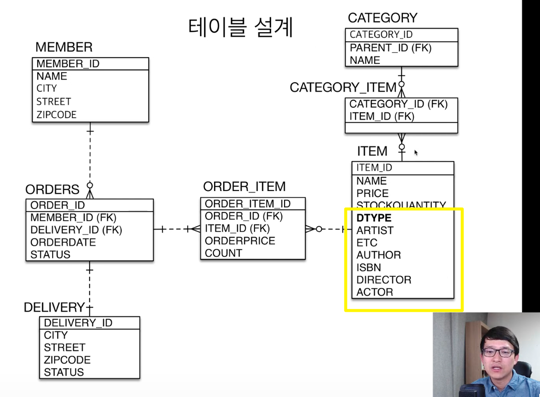 테이블 설계
CATEGORY
CATEGORY_ID
PARENT_ID (FK)
NAME
MEMBER
MEMBER_ID
NAME
CITY
STREET
ZIPCODE
CATEGORY_ITEM
CATEGORY_ID (FK)
ITEM_ID (FK)
ITEM
ITEM_ID
NAME
PRICE
STOCKQUANTITY
DTYPE
ARTIST
ETC
AUTHOR
ISBN
DIRECTOR
ACTOR
ORDERS
ORDER_ID
MEMBER_ID (FK)
DELIVERY_ID (FK)
ORDERDATE
STATUS
ORDER_ITEM
ORDER_ITEM_ID
ORDER_ID (FK)
ITEM_ID (FK)
ORDERPRICE
COUNT
DELIVERY
DELIVERY_ID
CITY
STREET
ZIPCODE
STATUS